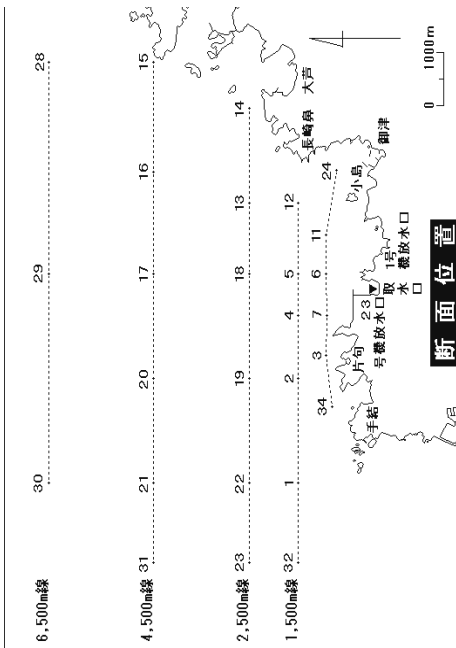 6,500m線 30 29 28
4,500m線 31 21 20 17 16 15
2,500m線 23 22 19 18 13 14
1,500m線 32 1 2 4 5 12
34 3 7 6 11 24
大芦
長崎鼻
御津
小島
1号
機放水口
取水口
23
号機放水口
片句
手結
0 1000m
断面位置